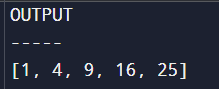 OUTPUT
-----
[1, 4, 9, 16, 25]